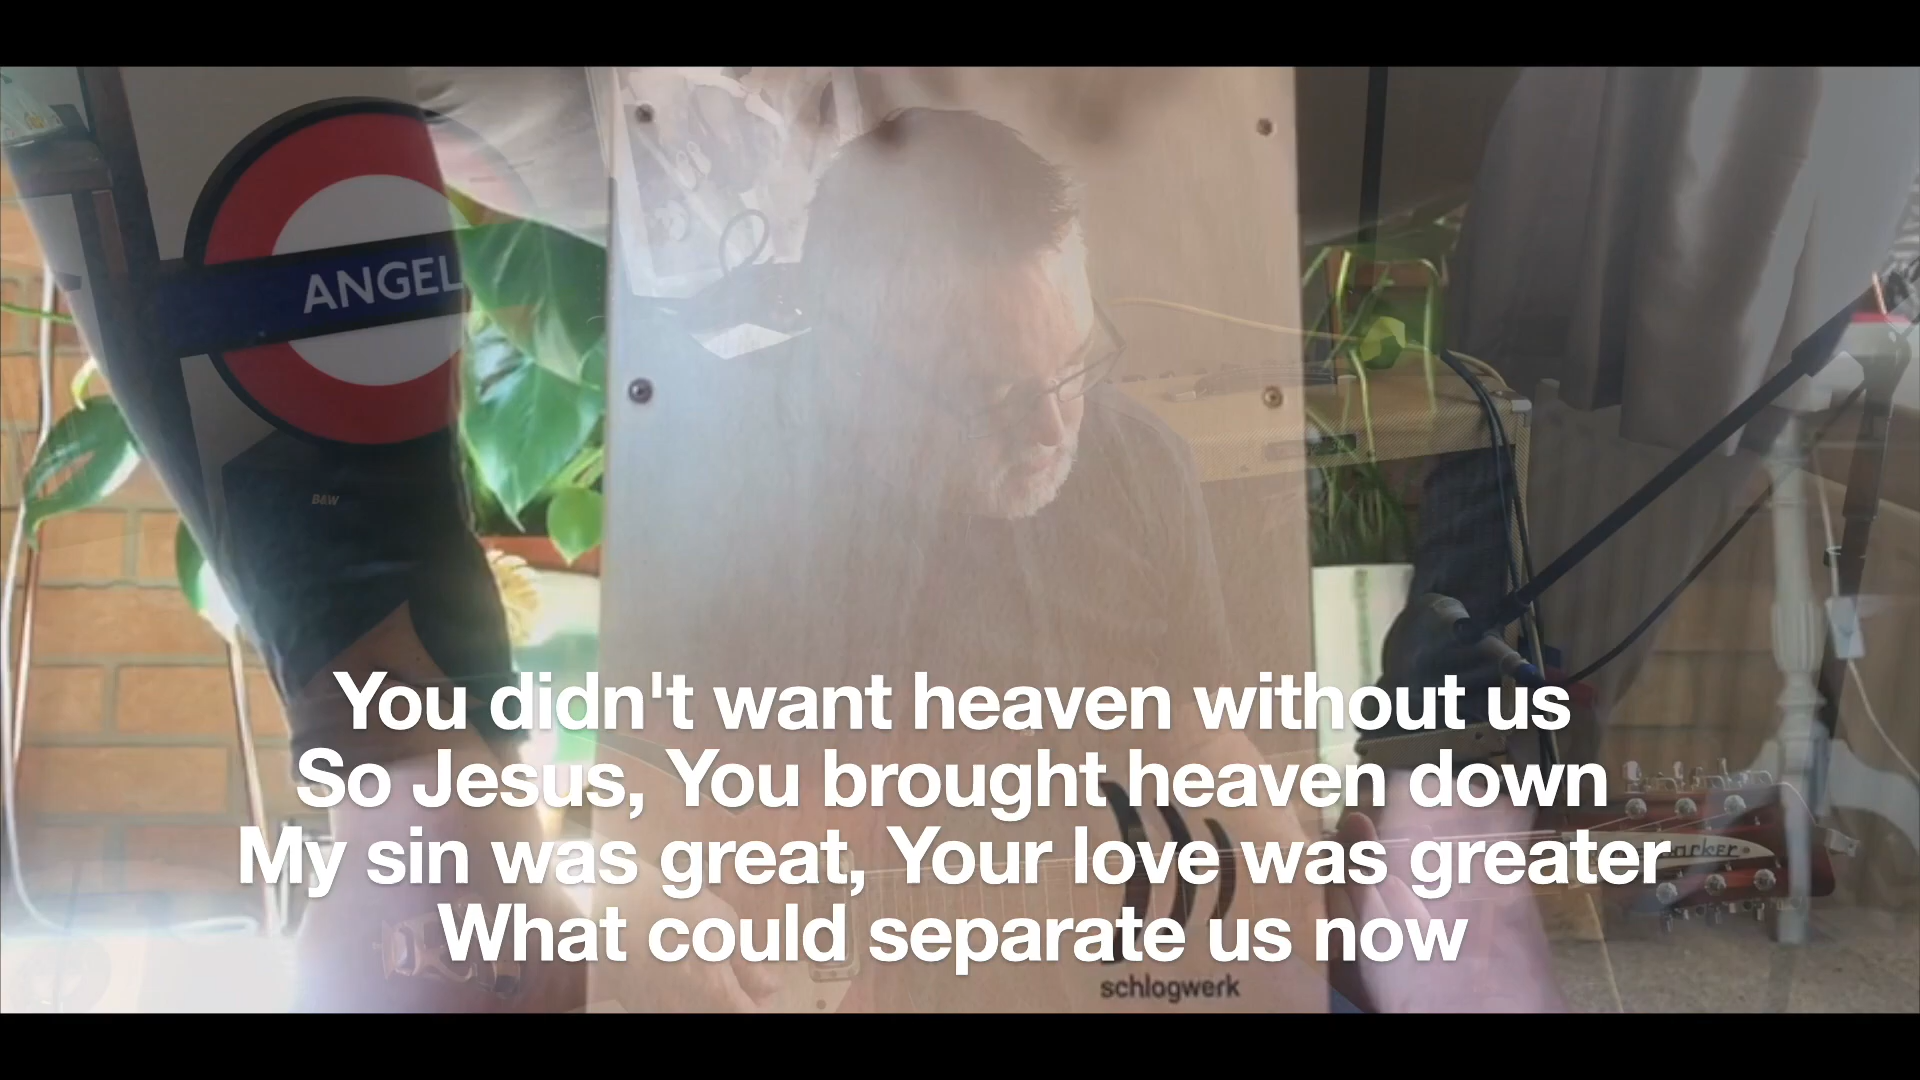 ANGEL
B&W
You didn't want heaven without us
So Jesus, You brought heaven down
My sin was great, Your love was greater
What could separate us now
schlagwerk